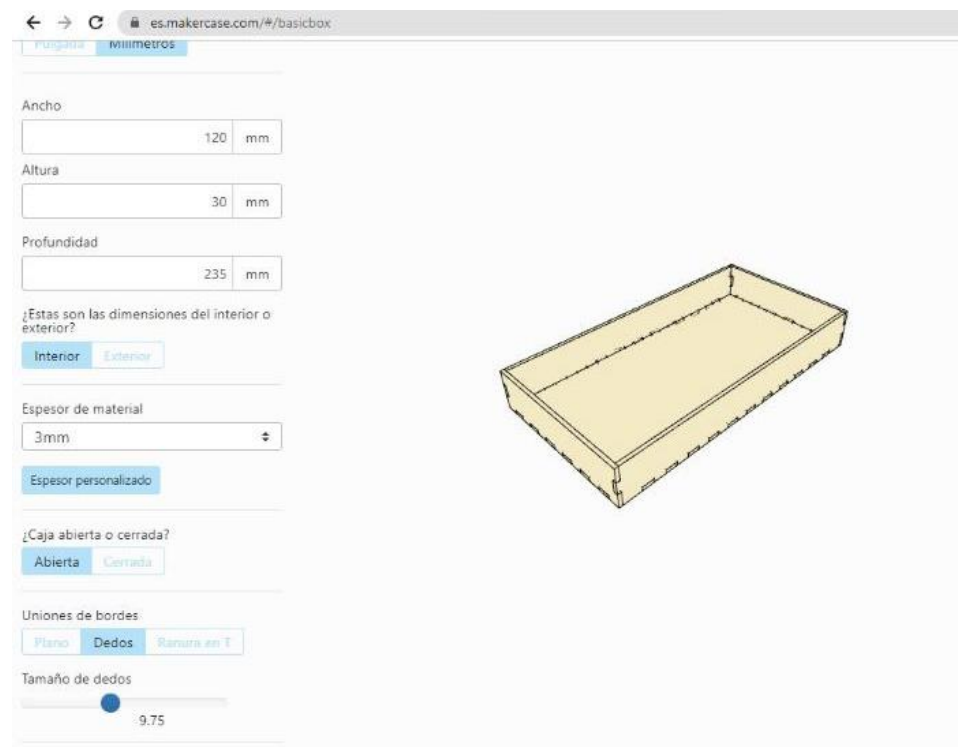 es.makercase.com/#/basicbox
Pulgada Milímetros
Ancho
120 mm
Altura
30 mm
Profundidad
235 mm
¿Estas son las dimensiones del interior o
exterior?
Interior Exterior
Espesor de material
3mm
Espesor personalizado
¿Caja abierta o cerrada?
Abierta Cerrada
Uniones de bordes
Plano Dedos Ranura en T
Tamaño de dedos
9.75